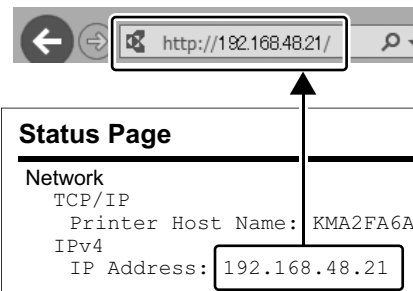 http://192.168.48.21/
Status Page
Network
TCP/IP
Printer Host Name: KMA2FA6A
IPv4
IP Address: 192.168.48.21